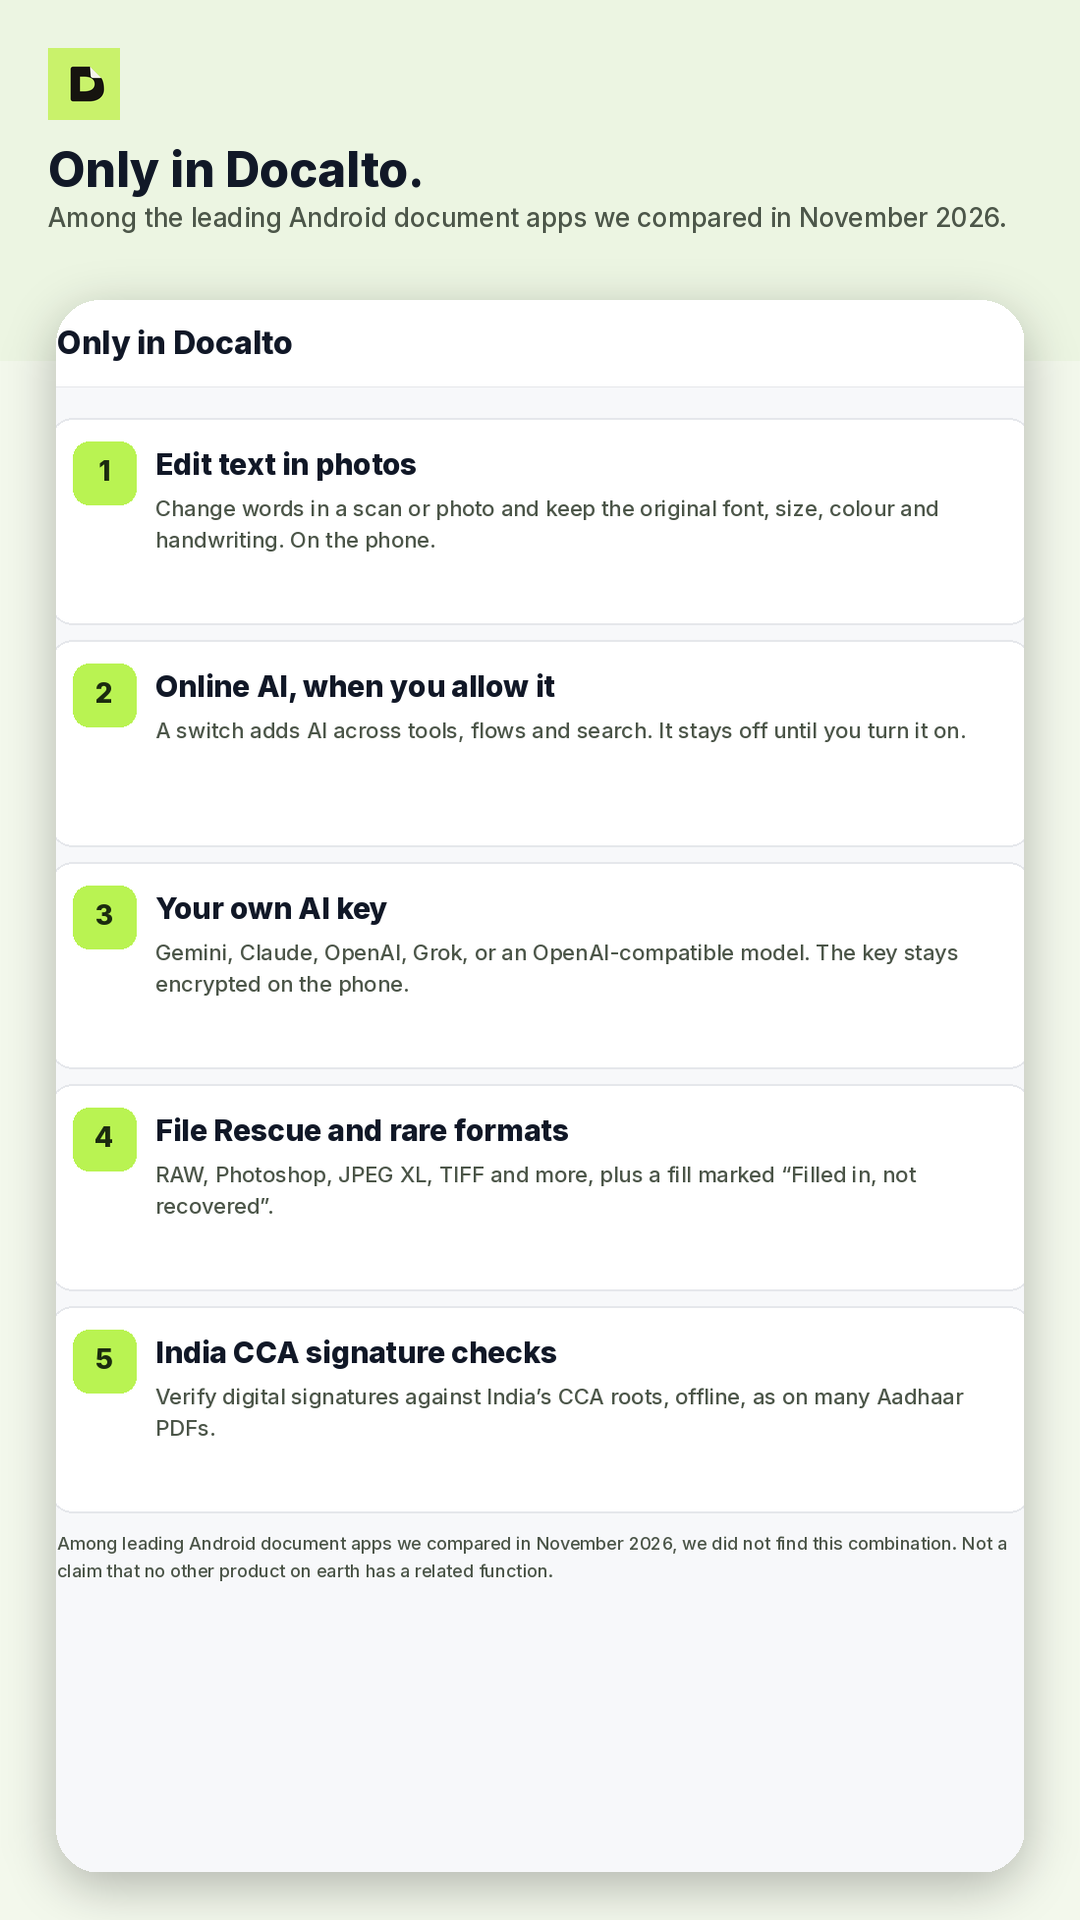 Only in Docalto.
Among the leading Android document apps we compared in November 2026.
Only in Docalto
1
Edit text in photos
Change words in a scan or photo and keep the original font, size, colour and
handwriting. On the phone.
2
Online AI, when you allow it
A switch adds AI across tools, flows and search. It stays off until you turn it on.
3
Your own AI key
Gemini, Claude, OpenAI, Grok, or an OpenAI-compatible model. The key stays
encrypted on the phone.
4
File Rescue and rare formats
RAW, Photoshop, JPEG XL, TIFF and more, plus a fill marked “Filled in, not
recovered”.
5
India CCA signature checks
Verify digital signatures against India’s CCA roots, offline, as on many Aadhaar
PDFs.
Among leading Android document apps we compared in November 2026, we did not find this combination. Not a
claim that no other product on earth has a related function.